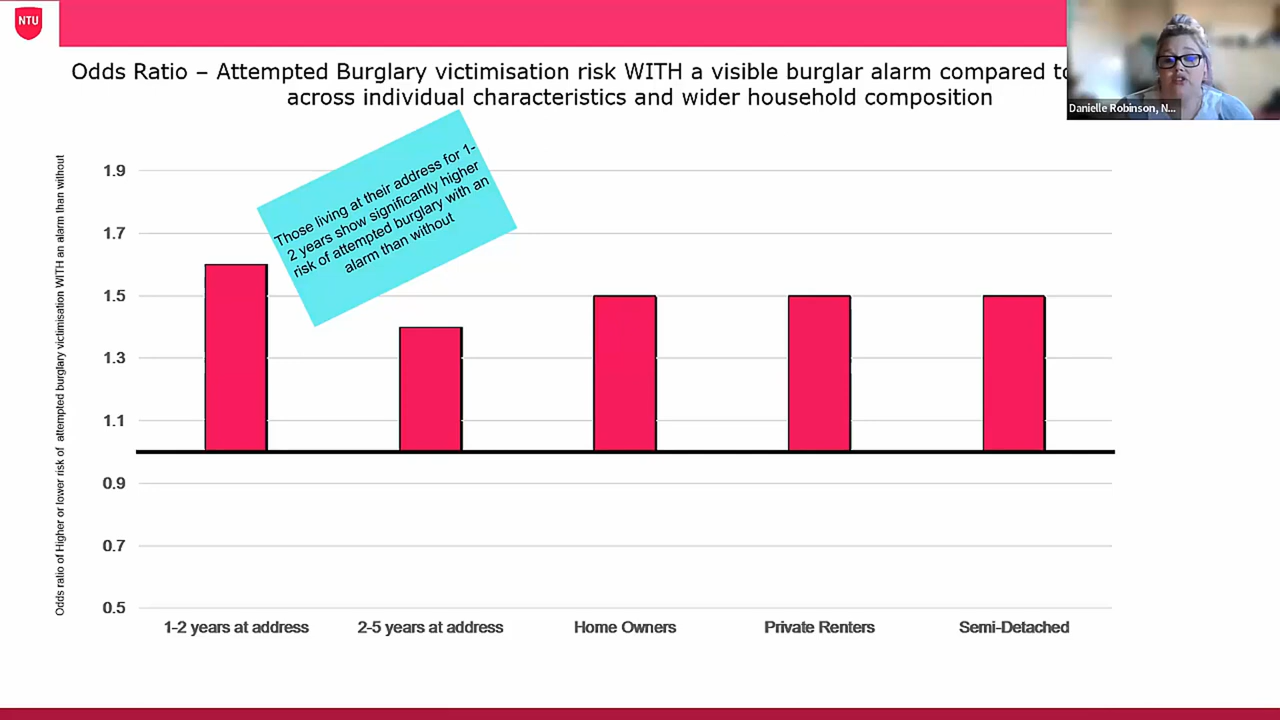 NTU
Odds Ratio – Attempted Burglary victimisation risk WITH a visible burglar alarm compared to
across individual characteristics and wider household composition
Danielle Robinson, N...
Those living at their address for 1-
2 years show significantly higher
risk of attempted burglary with an
alarm than without
Odds ratio of Higher or lower risk of attempted burglary victimisation WITH an alarm than without
1.9
1.7
1.5
1.3
1.1
0.9
0.7
0.5
1-2 years at address
2-5 years at address
Home Owners
Private Renters
Semi-Detached